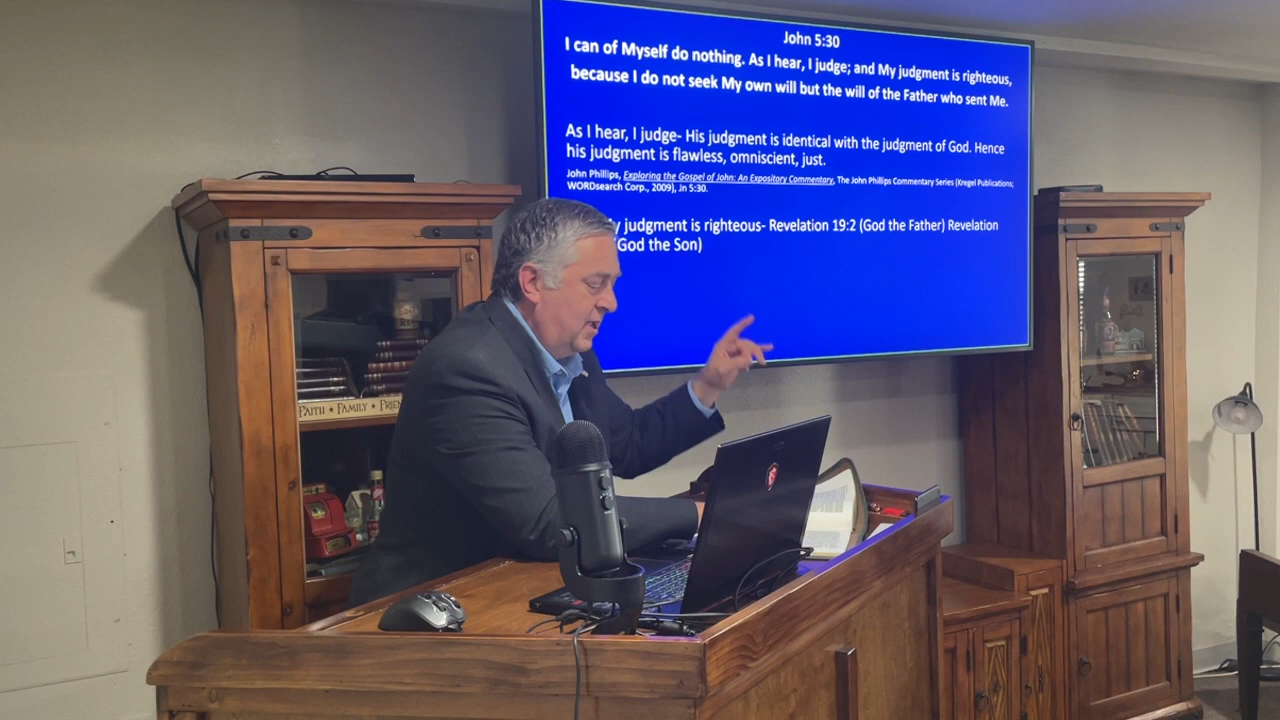 John 5:30
I can of Myself do nothing. As I hear, I judge; and My judgment is righteous,
because I do not seek My own will but the will of the Father who sent Me.
As I hear, I judge- His judgment is identical with the judgment of God. Hence
his judgment is flawless, omniscient, just.
John Phillips, Exploring the Gospel of John: An Expository Commentary, The John Phillips Commentary Series (Kregel Publications;
WORDsearch Corp., 2009), Jn 5:30.
y judgment is righteous- Revelation 19:2 (God the Father) Revelation
(God the Son)
FAITH ✦ FAMILY ✦ FRIEN